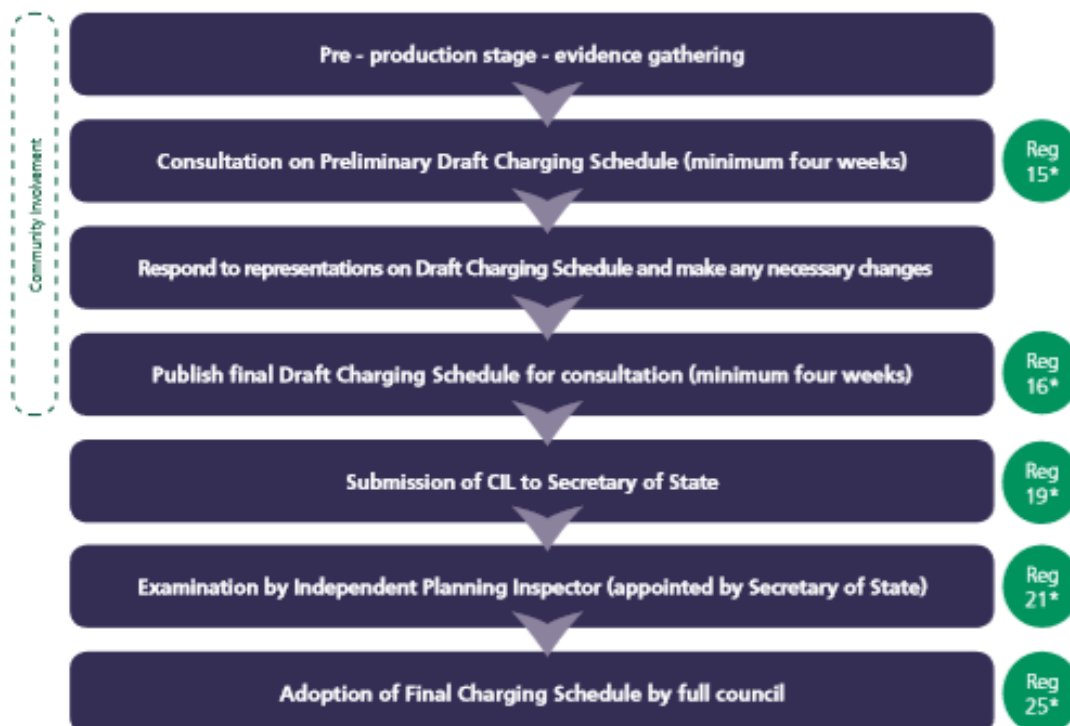 Pre - production stage - evidence gathering
Community Involvement
Consultation on Preliminary Draft Charging Schedule (minimum four weeks)
Reg
15*
Respond to representations on Draft Charging Schedule and make any necessary changes
Publish final Draft Charging Schedule for consultation (minimum four weeks)
Reg
16*
Submission of CIL to Secretary of State
Reg
19*
Examination by Independent Planning Inspector (appointed by Secretary of State)
Reg
21*
Adoption of Final Charging Schedule by full council
Reg
25*